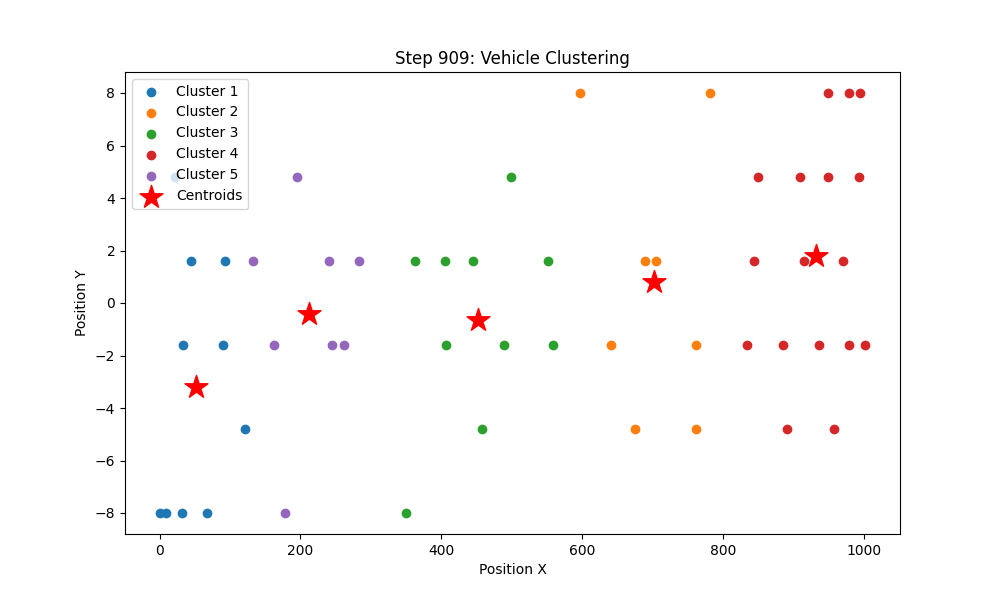 Step 909: Vehicle Clustering
Cluster 1
Cluster 2
Cluster 3
Cluster 4
Cluster 5
Centroids
8
6
4
2
0
−2
−4
−6
−8
Position Y
0
200
400
600
800
1000
Position X